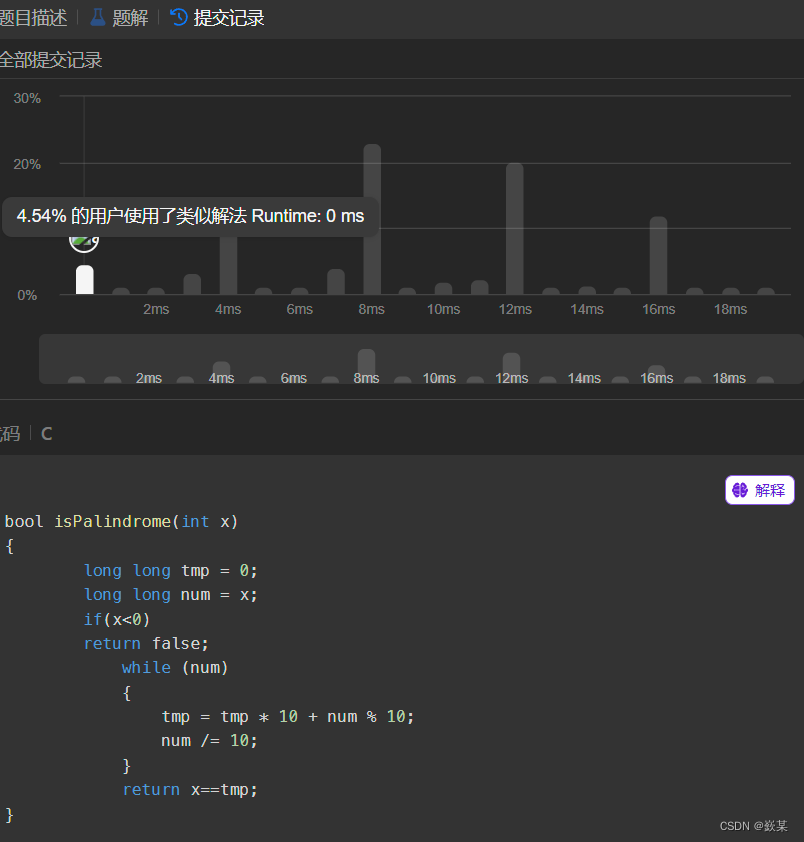 题目描述 题解 提交记录
全部提交记录
30%
20%
4.54% 的用户使用了类似解法 Runtime: 0 ms
0%
2ms 4ms 6ms 8ms 10ms 12ms 14ms 16ms 18ms
2ms 4ms 6ms 8ms 10ms 12ms 14ms 16ms 18ms
代码 C
解释
bool isPalindrome(int x)
{
long long tmp = 0;
long long num = x;
if(x<0)
return false;
while (num)
{
tmp = tmp * 10 + num % 10;
num /= 10;
}
return x==tmp;
}
CSDN @嶔某